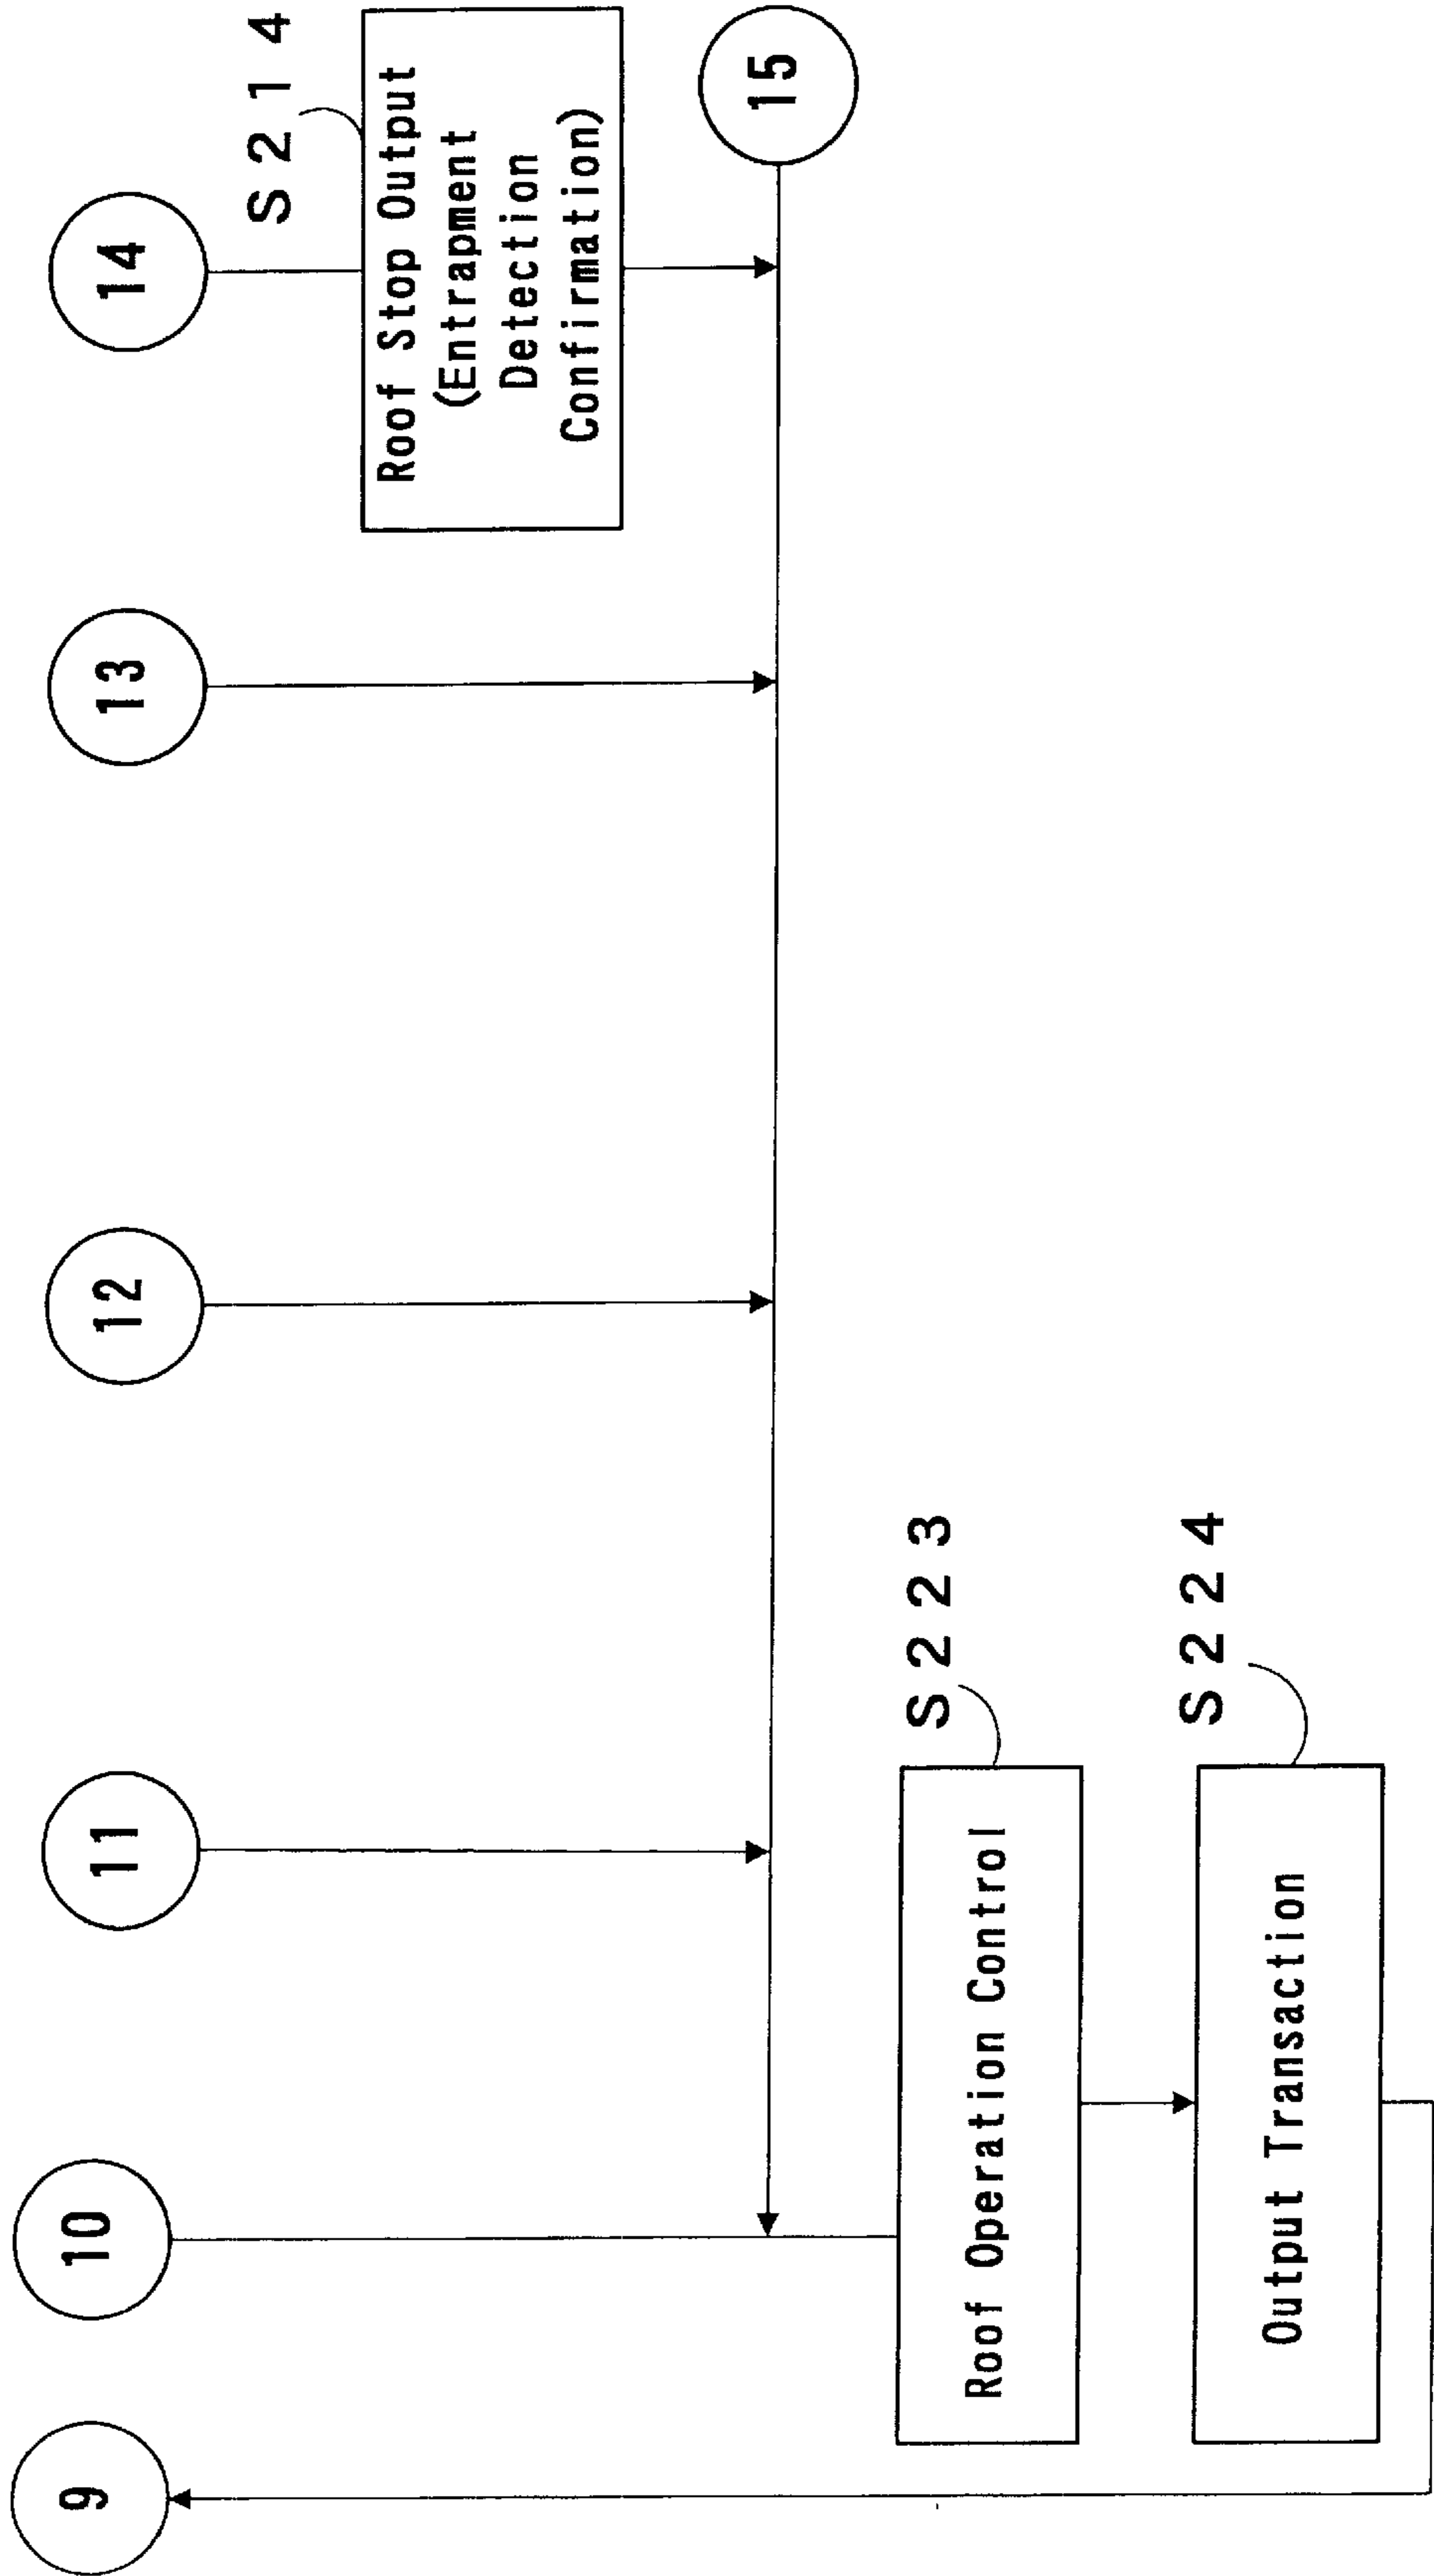 9
10
11
12
13
14
S214
Roof Stop Output
(Entrapment
Detection
Confirmation)
15
S223
Roof Operation Control
S224
Output Transaction